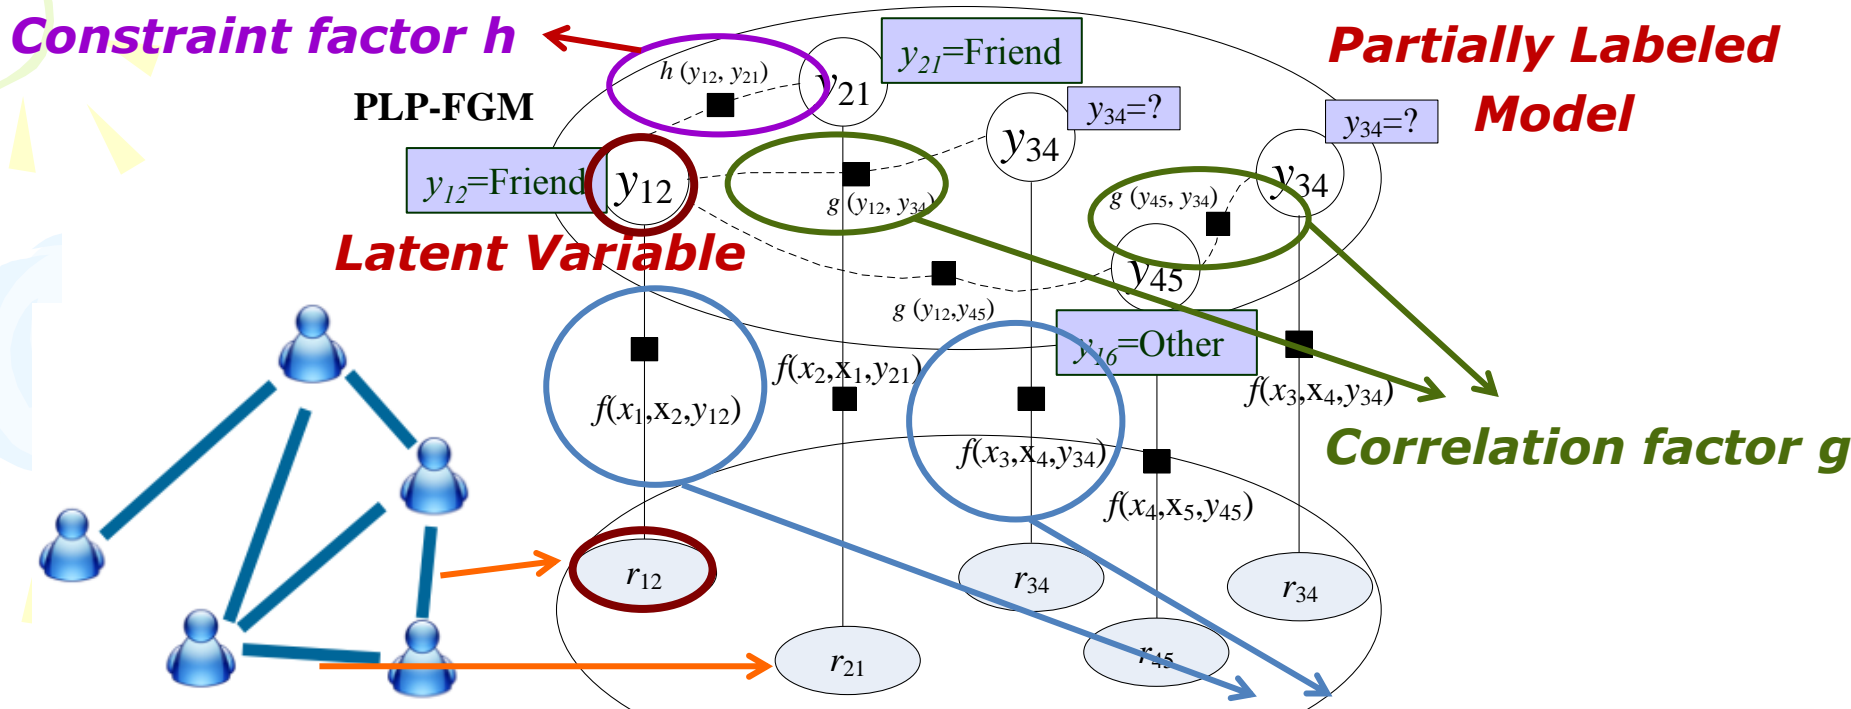 Constraint factor h
h (y12, y21)
y21
y21=Friend
Partially Labeled
Model
PLP-FGM
y34=?
y34=?
y34
y12=Friend
y12
g (y12, y34)
g (y45, y34)
y34
Latent Variable
y45
g (y12,y45)
y16=Other
f(x2,x1,y21)
f(x1,x2,y12)
f(x3,x4,y34)
f(x3,x4,y34)
Correlation factor g
f(x4,x5,y45)
r12
r34
r34
r21
r45